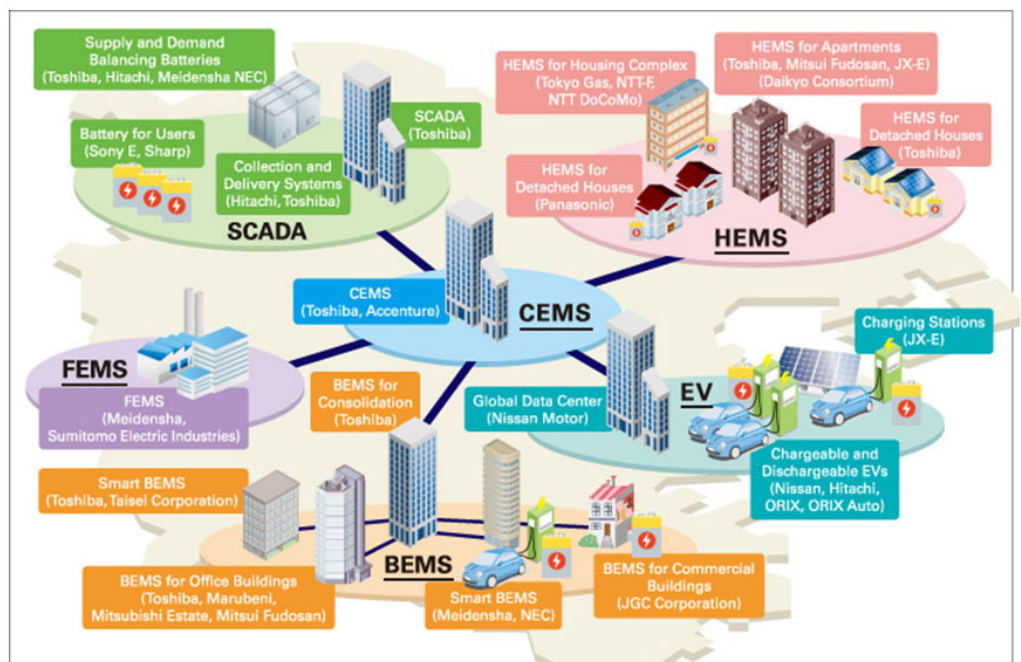 Supply and Demand
Balancing Batteries
(Toshiba, Hitachi, Meidensha NEC)
SCADA
(Toshiba)
Battery for Users
(Sony E, Sharp)
Collection and
Delivery Systems
(Hitachi, Toshiba)
SCADA
HEMS for Housing Complex
(Tokyo Gas, NTT-F,
NTT DoCoMo)
HEMS for Apartments
(Toshiba, Mitsui Fudosan, JX-E)
(Daikyo Consortium)
HEMS for
Detached Houses
(Toshiba)
HEMS for
Detached Houses
(Panasonic)
HEMS
CEMS
(Toshiba, Accenture)
CEMS
FEMS
FEMS
(Meidensha,
Sumitomo Electric Industries)
BEMS for
Consolidation
(Toshiba)
Global Data Center
(Nissan Motor)
EV
Charging Stations
(JX-E)
Chargeable and
Dischargeable EVs
(Nissan, Hitachi,
ORIX, ORIX Auto)
Smart BEMS
(Toshiba, Taisei Corporation)
BEMS
BEMS for Office Buildings
(Toshiba, Marubeni,
Mitsubishi Estate, Mitsui Fudosan)
Smart BEMS
(Meidensha, NEC)
BEMS for Commercial
Buildings
(JGC Corporation)